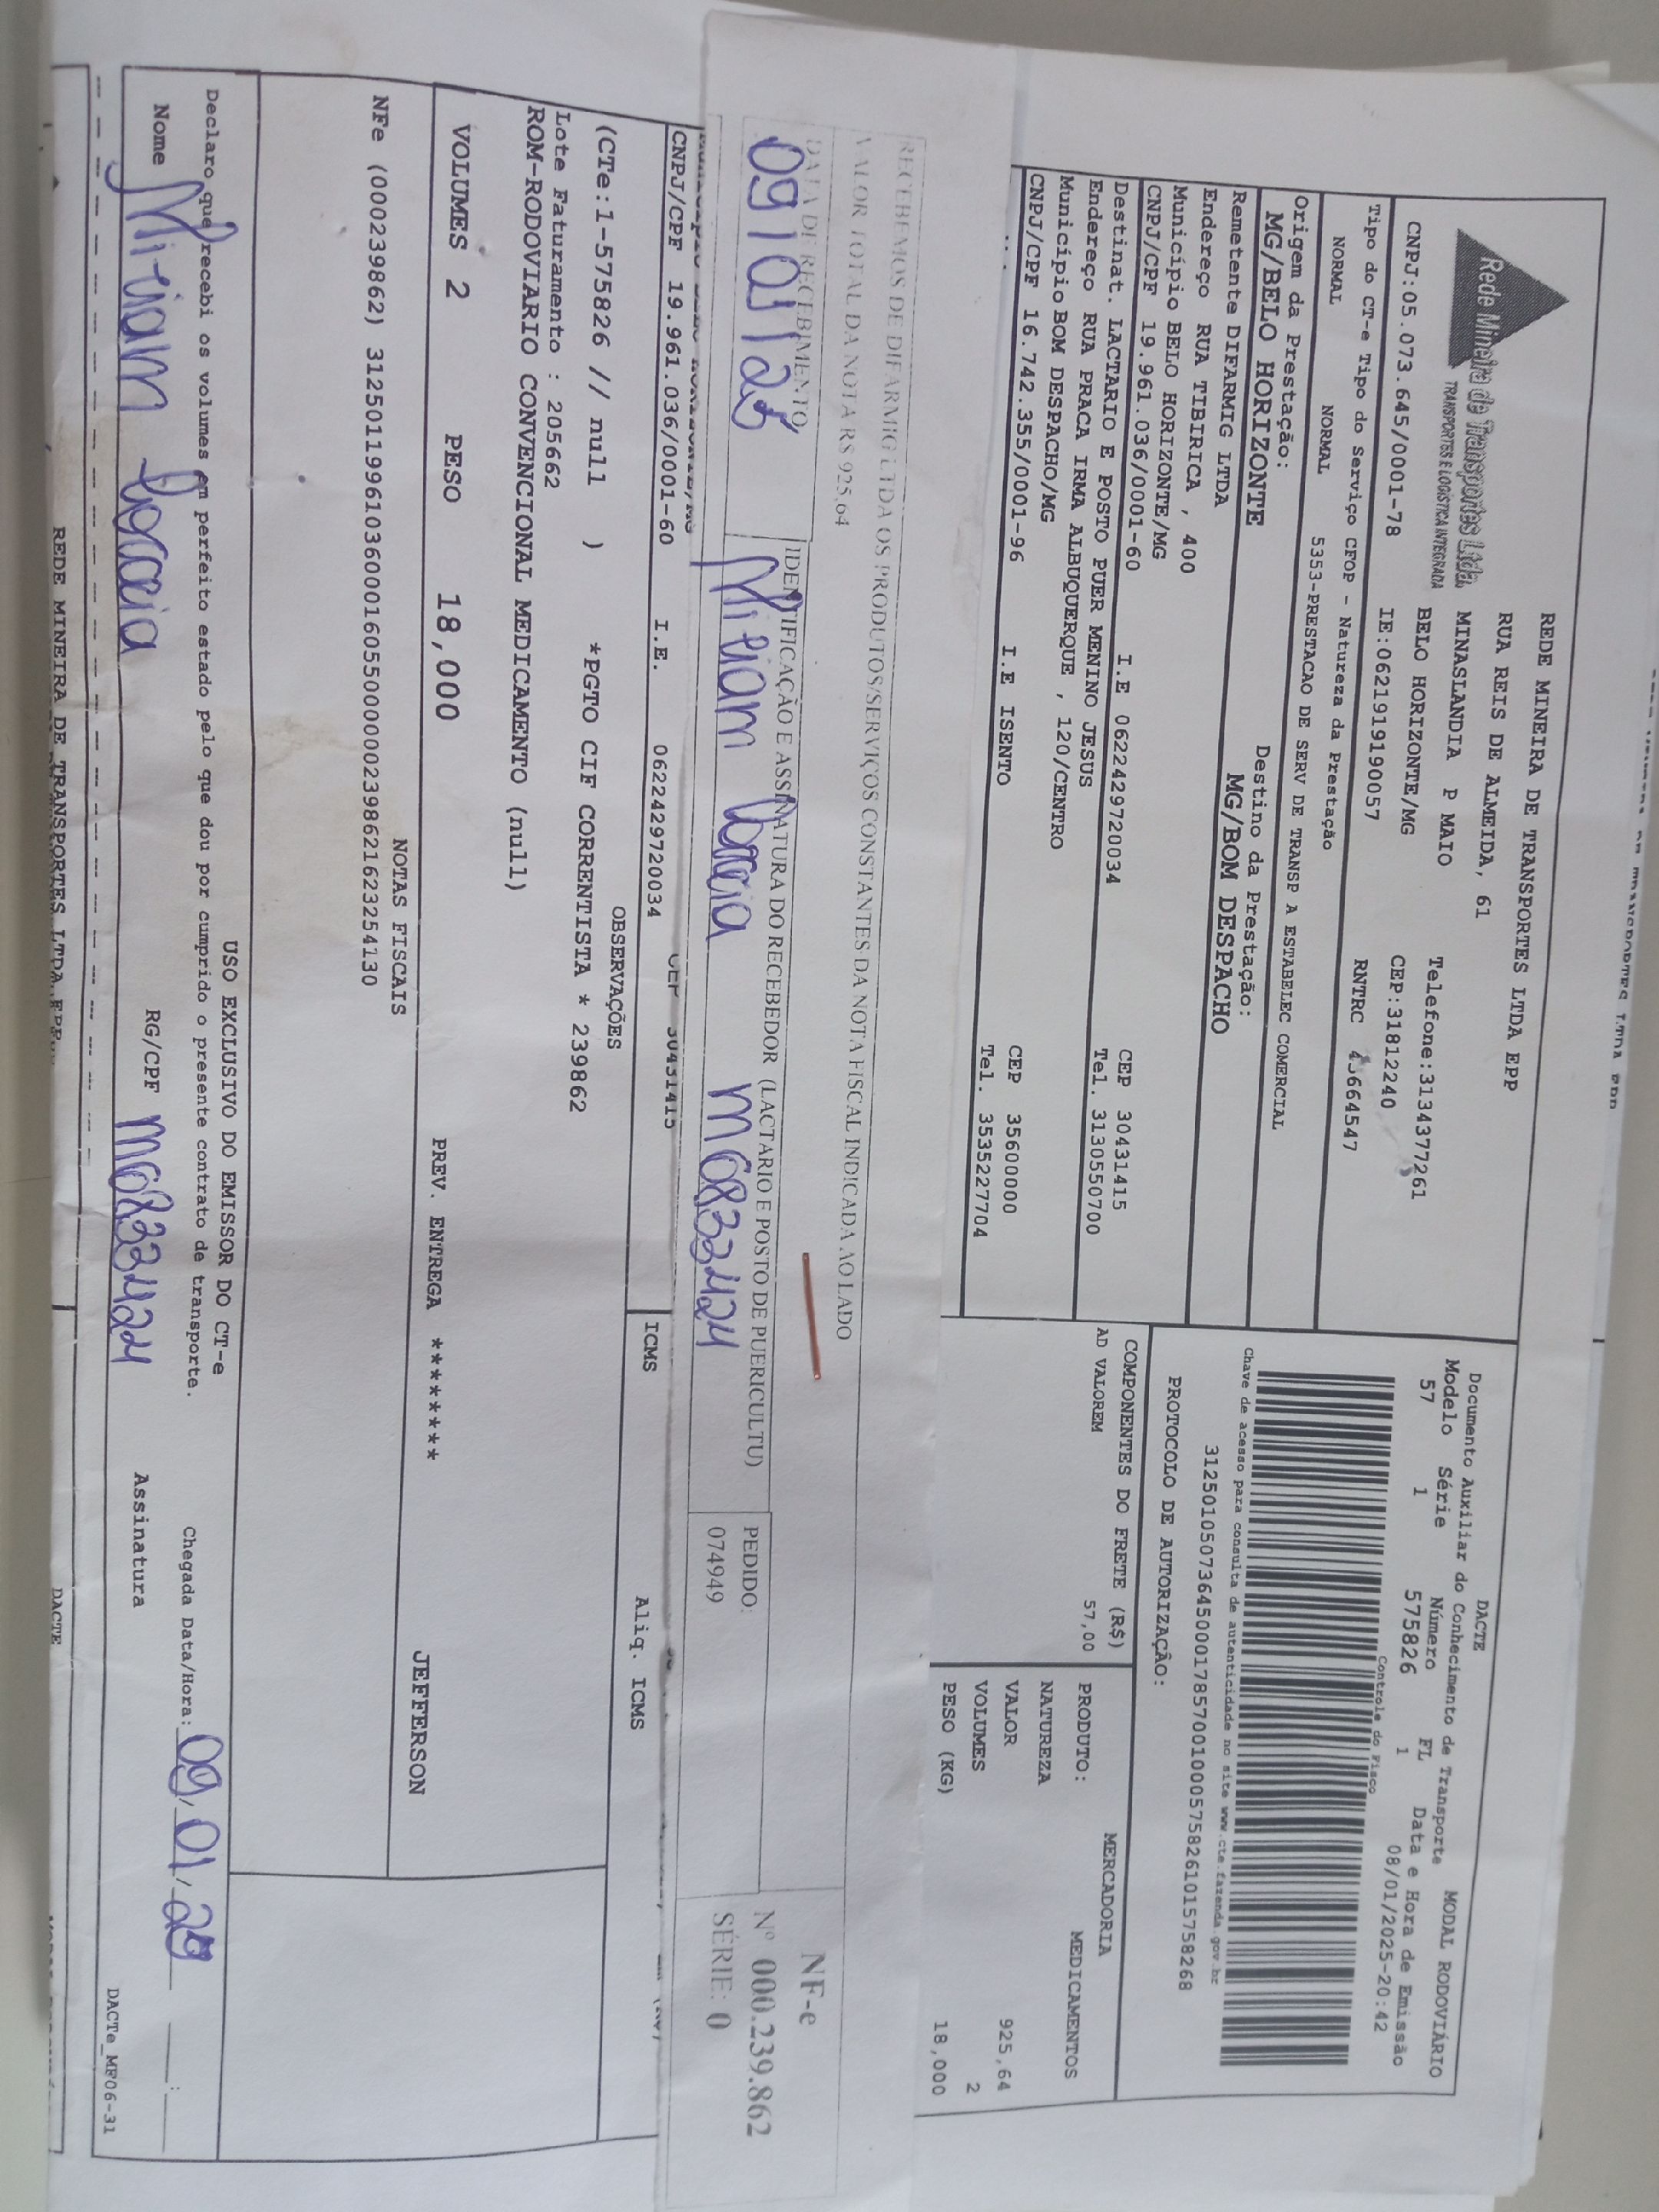 REDE MINEIRA DE TRANSPORTES LTDA EPP
RUA REIS DE ALMEIDA, 61
MINASLANDIA P MAIO
BELO HORIZONTE/MG
Telefone:3134377261
CEP:31812240
Rede Mineira de Transportes Ltda.
TRANSPORTES E LOGÍSTICA INTEGRADA
CNPJ:05.073.645/0001-78 IE:0621919190057
RNTRC 43664547
Tipo do CT-e Tipo do Serviço CFOP - Natureza da Prestação
NORMAL NORMAL 5353-PRESTACAO DE SERV DE TRANSP A ESTABELEC COMERCIAL
Origem da Prestação: Destino da Prestação:
MG/BELO HORIZONTE MG/BOM DESPACHO
Remetente DIFARMIG LTDA
Endereço RUA TIBIRICA , 400
Município BELO HORIZONTE/MG CEP 30431415
CNPJ/CPF 19.961.036/0001-60 I.E 06224429720034 Tel. 3130550700
Destinat. LACTARIO E POSTO PUER MENINO JESUS
Endereço RUA PRACA IRMA ALBUQUERQUE , 120/CENTRO
Município BOM DESPACHO/MG CEP 35600000
CNPJ/CPF 16.742.355/0001-96 I.E ISENTO Tel. 3535227704
DACTE
Documento Auxiliar do Conhecimento de Transporte MODAL RODOVIÁRIO
Modelo Série Número FL Data e Hora de Emissão
57 1 575826 1 08/01/2025-20:42
Controle do Fisco
Chave de acesso para consulta de autenticidade no site www.cte.fazenda.gov.br
31250105073645000178570010005758261015758268
PROTOCOLO DE AUTORIZAÇÃO:
COMPONENTES DO FRETE (R$)
AD VALOREM 57,00
MERCADORIA
PRODUTO: MEDICAMENTOS
NATUREZA
VALOR 925,64
VOLUMES 2
PESO (KG) 18,000
RECEBEMOS DE DIFARMIG LTDA OS PRODUTOS/SERVIÇOS CONSTANTES DA NOTA FISCAL INDICADA AO LADO
VALOR TOTAL DA NOTA R$ 925,64
DATA DE RECEBIMENTO
IDENTIFICAÇÃO E ASSINATURA DO RECEBEDOR (LACTARIO E POSTO DE PUERICULTU)
09/01/25 Miriam M0833424
PEDIDO:
074949
NF-e
Nº 000.239.862
SÉRIE: 0
CEP 30431415
CNPJ/CPF 19.961.036/0001-60 I.E. 06224429720034
ICMS Aliq. ICMS
OBSERVAÇÕES
(CTe:1-575826 // null ) *PGTO CIF CORRENTISTA * 239862
Lote Faturamento : 205662
ROM-RODOVIARIO CONVENCIONAL MEDICAMENTO (null)
VOLUMES 2 PESO 18,000 PREV. ENTREGA ******** JEFFERSON
NOTAS FISCAIS
NFe (000239862) 31250119961036000160550000002398621623254130
USO EXCLUSIVO DO EMISSOR DO CT-e
Declaro que recebi os volumes em perfeito estado pelo que dou por cumprido o presente contrato de transporte.
Chegada Data/Hora: 09/01/25
Nome Miriam RG/CPF M0833424 Assinatura
DACTe_MF06-31
REDE MINEIRA DE TRANSPORTES LTDA EPP
DACTE